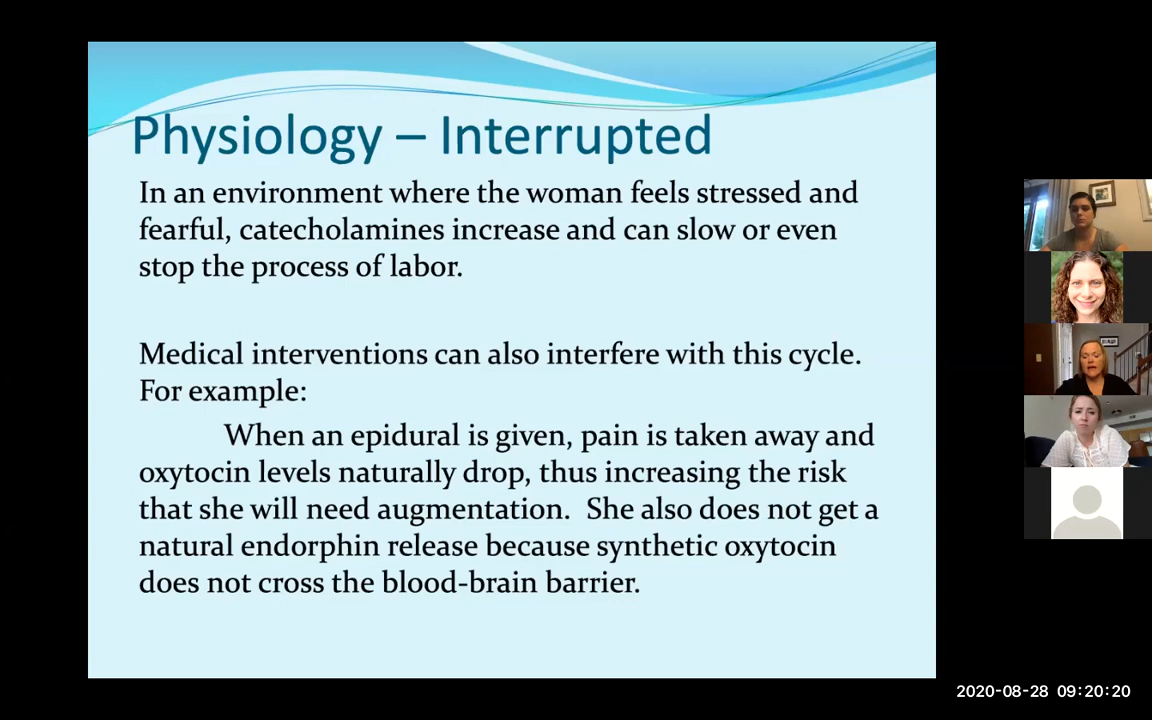 Physiology – Interrupted
In an environment where the woman feels stressed and
fearful, catecholamines increase and can slow or even
stop the process of labor.
Medical interventions can also interfere with this cycle.
For example:
When an epidural is given, pain is taken away and
oxytocin levels naturally drop, thus increasing the risk
that she will need augmentation.  She also does not get a
natural endorphin release because synthetic oxytocin
does not cross the blood-brain barrier.
2020-08-28 09:20:20